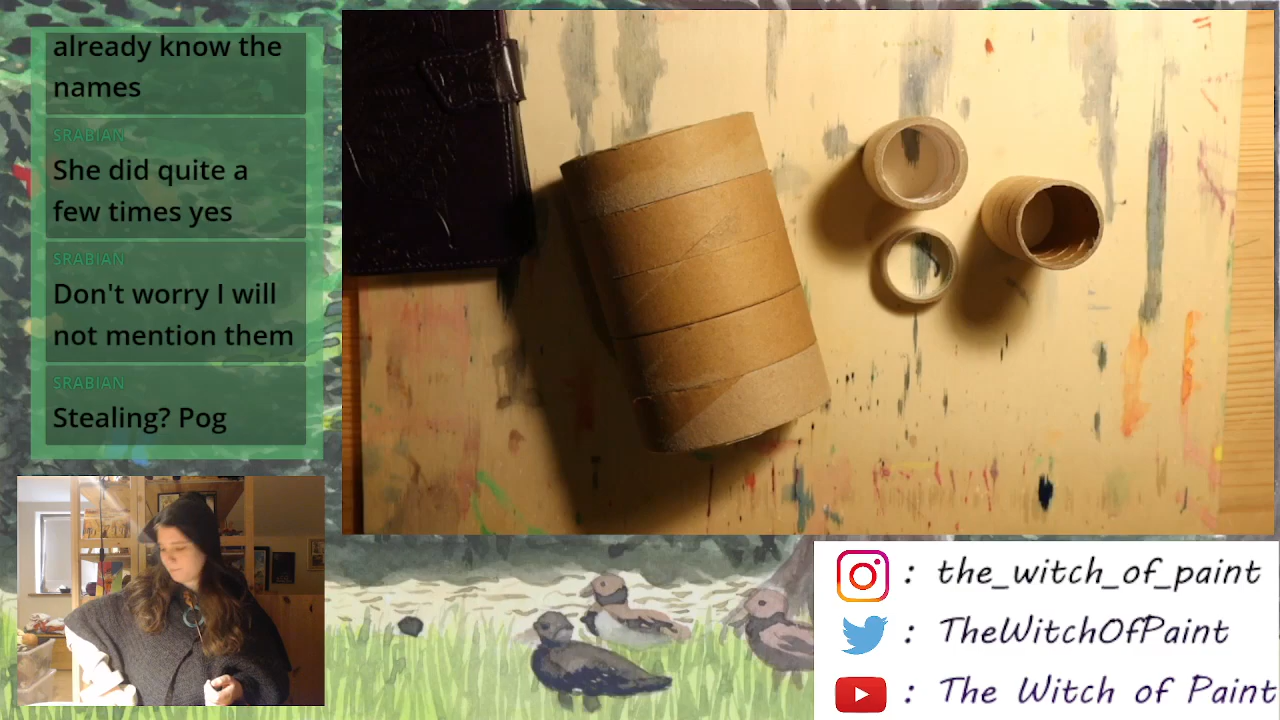 already know the
names
SRABIAN
She did quite a
few times yes
SRABIAN
Don't worry I will
not mention them
SRABIAN
Stealing? Pog
: the_witch_of_paint
: TheWitchOfPaint
: The Witch of Paint